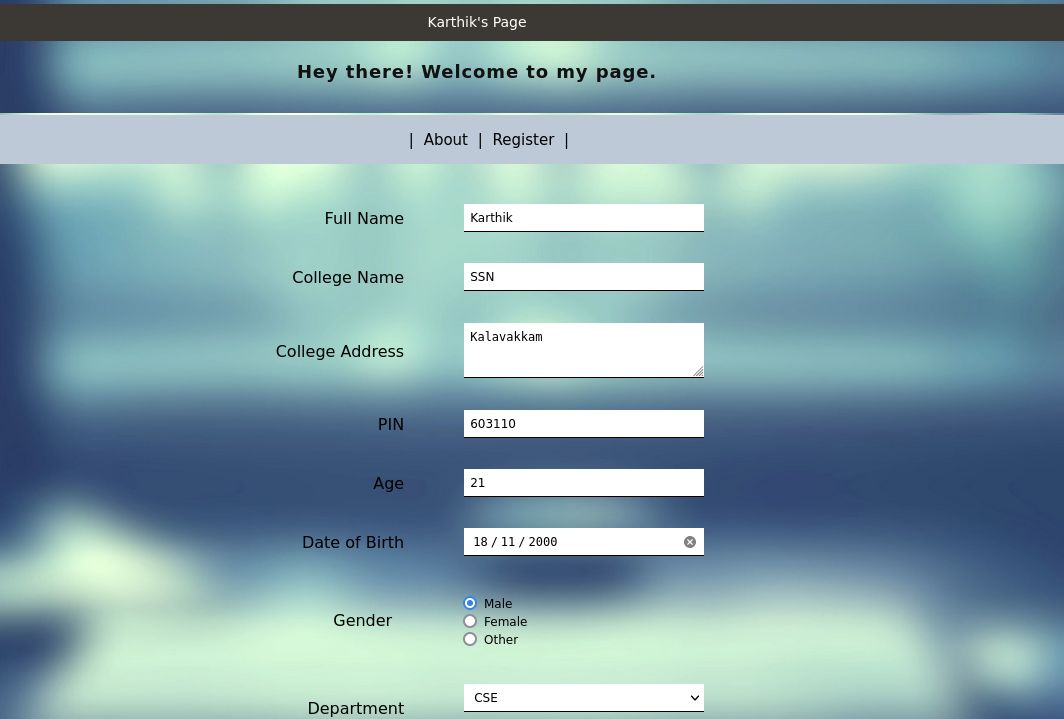 Karthik's Page
Hey there! Welcome to my page.
| About | Register |
Full Name Karthik
College Name SSN
College Address Kalavakkam
PIN 603110
Age 21
Date of Birth 18 / 11 / 2000
Gender
Male
Female
Other
Department CSE